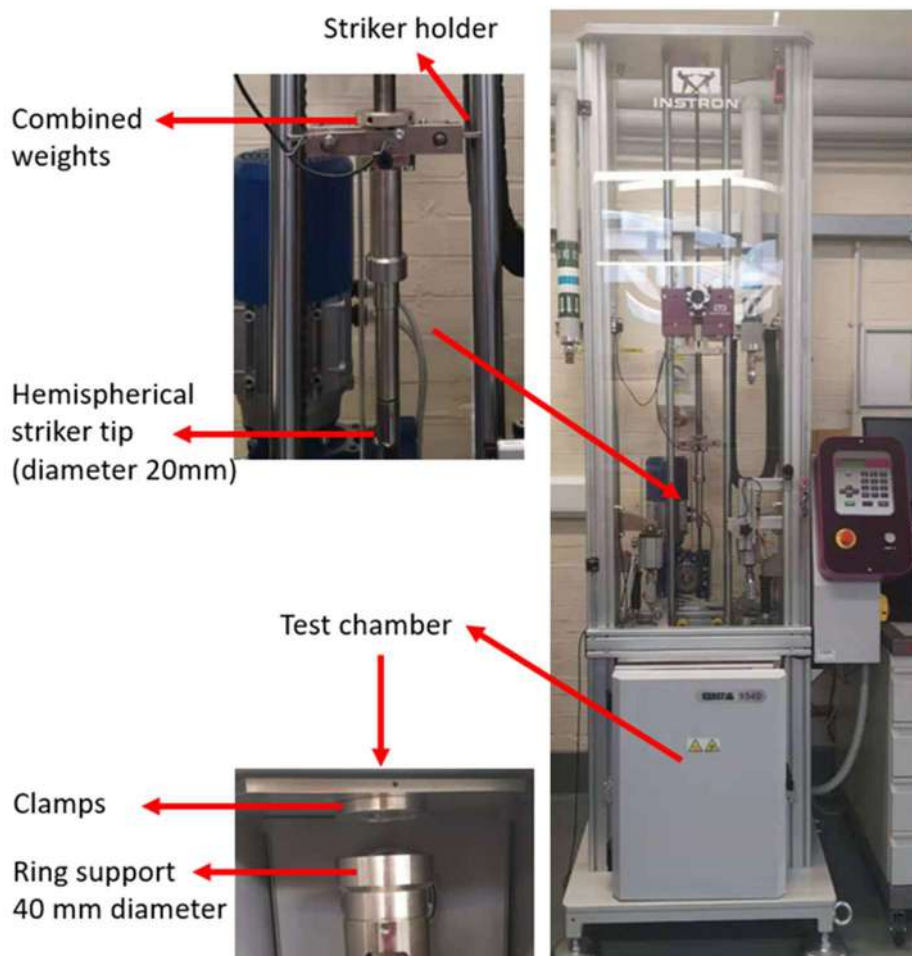 Striker holder
Combined
weights
INSTRON
Hemispherical
striker tip
(diameter 20mm)
Test chamber
Clamps
Ring support
40 mm diameter